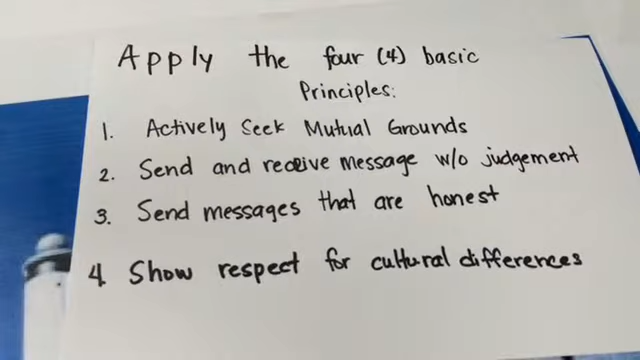 Apply the four (4) basic
Principles:
1. Actively Seek Mutual Grounds
2. Send and receive message w/o judgement
3. Send messages that are honest
4. Show respect for cultural differences